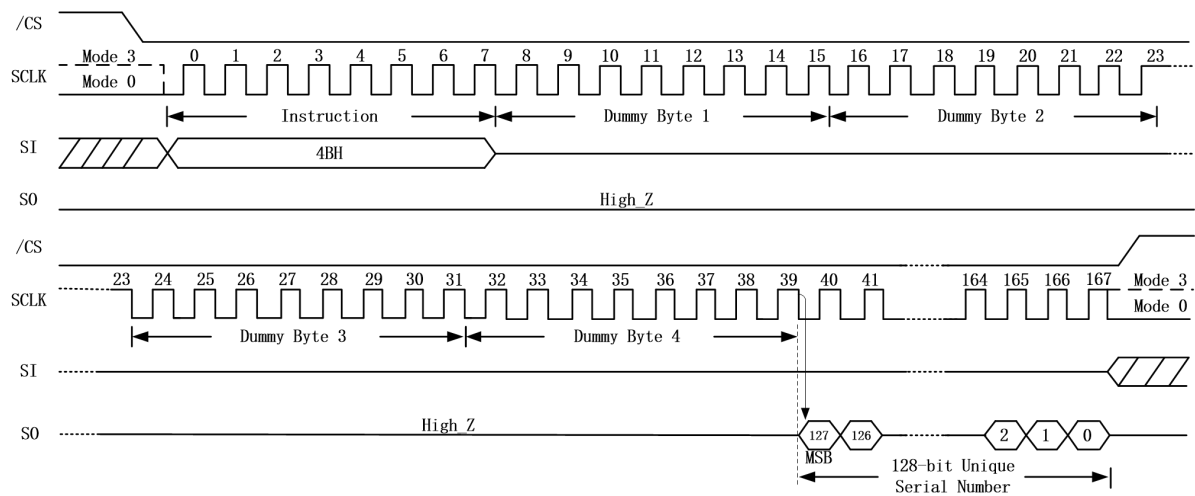 /CS
Mode 3 0 1 2 3 4 5 6 7 8 9 10 11 12 13 14 15 16 17 18 19 20 21 22 23
SCLK
Mode 0
Instruction Dummy Byte 1 Dummy Byte 2
SI 4BH
SO High_Z
/CS
23 24 25 26 27 28 29 30 31 32 33 34 35 36 37 38 39 40 41 164 165 166 167 Mode 3
SCLK
Mode 0
Dummy Byte 3 Dummy Byte 4
SI
High_Z
SO 127 126 2 1 0
MSB
128-bit Unique
Serial Number